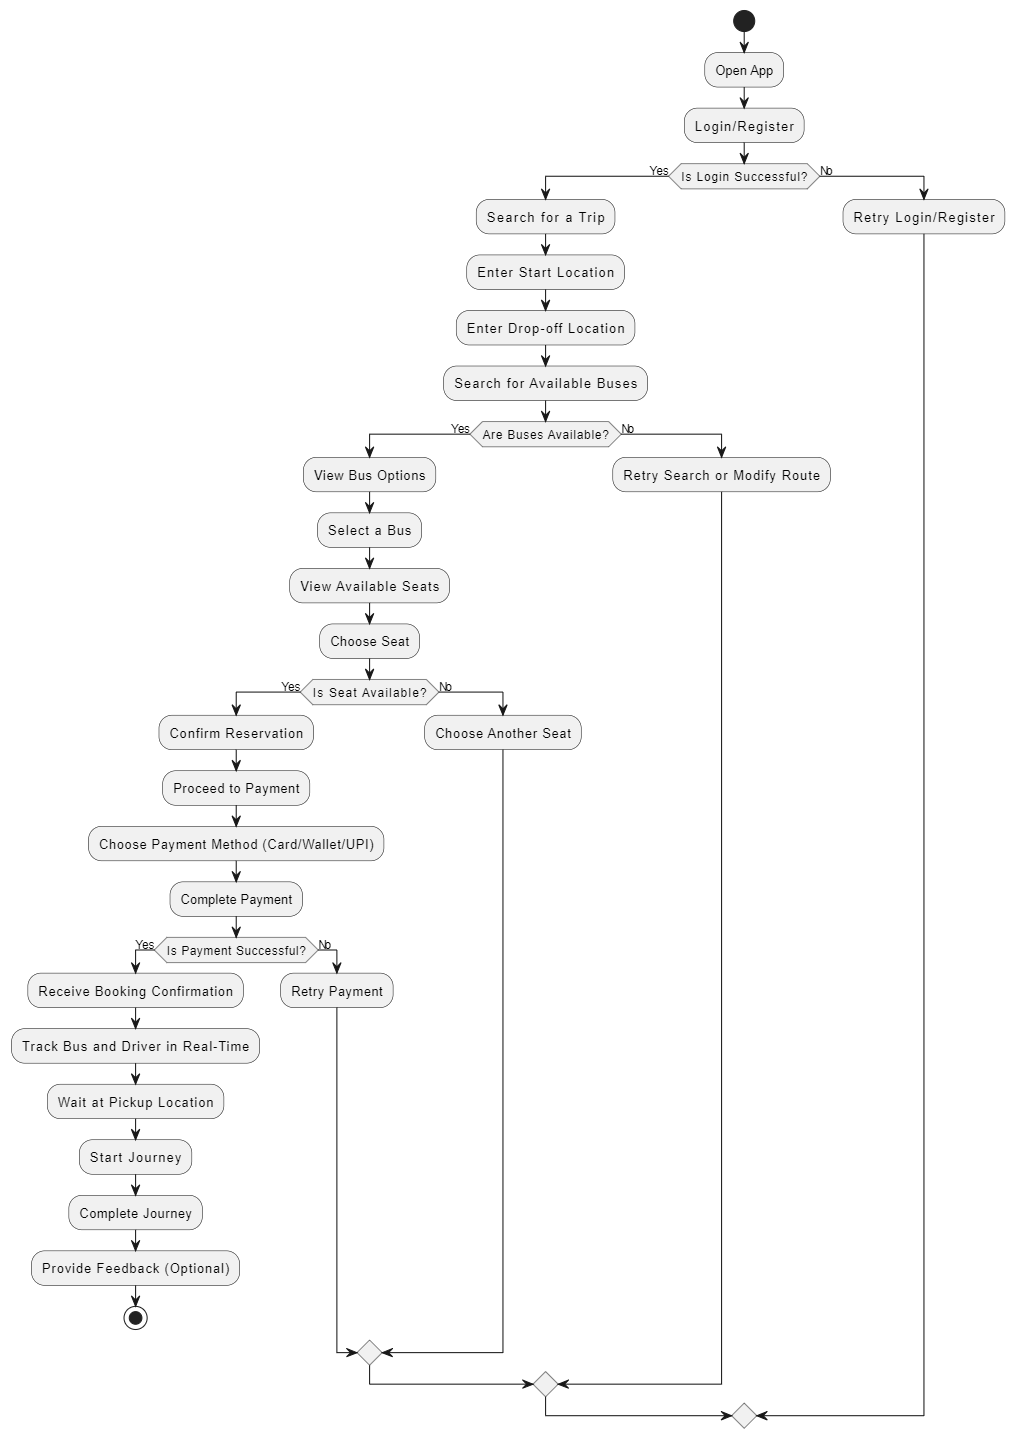 Open App
Login/Register
Yes
Is Login Successful?
No
Search for a Trip
Retry Login/Register
Enter Start Location
Enter Drop-off Location
Search for Available Buses
Yes
Are Buses Available?
No
View Bus Options
Retry Search or Modify Route
Select a Bus
View Available Seats
Choose Seat
Yes
Is Seat Available?
No
Confirm Reservation
Choose Another Seat
Proceed to Payment
Choose Payment Method (Card/Wallet/UPI)
Complete Payment
Yes
Is Payment Successful?
No
Receive Booking Confirmation
Retry Payment
Track Bus and Driver in Real-Time
Wait at Pickup Location
Start Journey
Complete Journey
Provide Feedback (Optional)